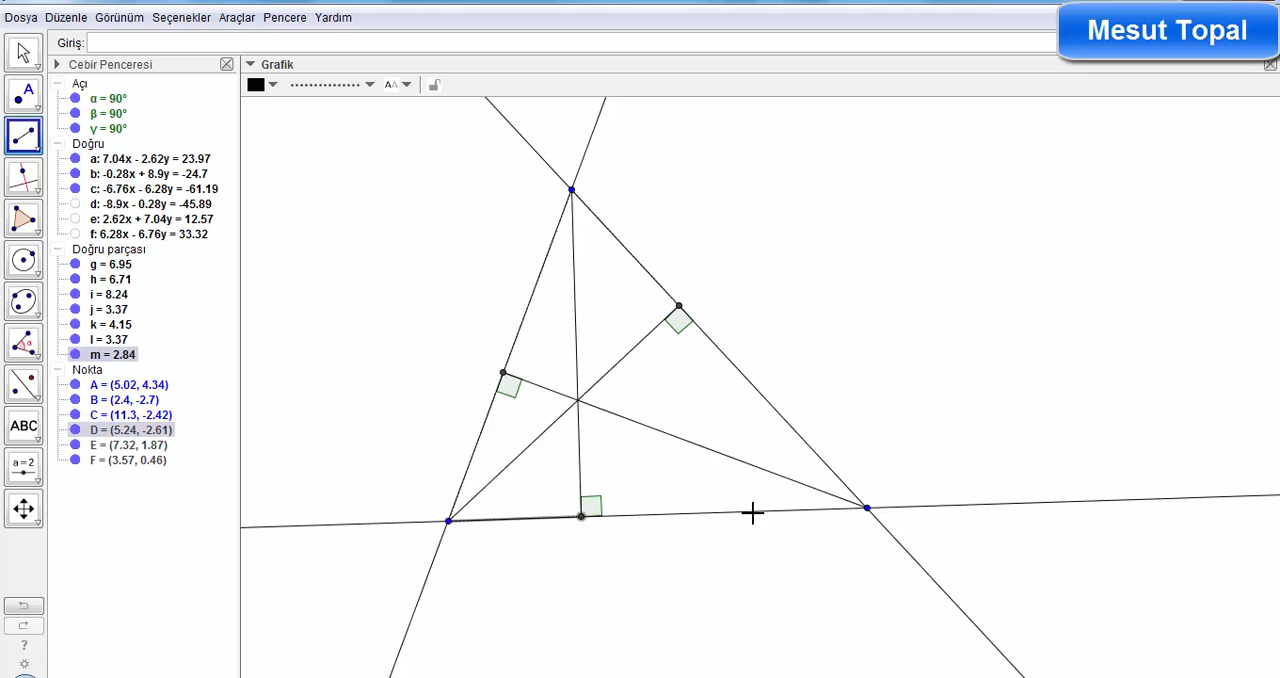 Dosya Düzenle Görünüm Seçenekler Araçlar Pencere Yardım
Mesut Topal
Giriş:
Cebir Penceresi
Grafik
Açı
α = 90°
β = 90°
γ = 90°
Doğru
a: 7.04x - 2.62y = 23.97
b: -0.28x + 8.9y = -24.7
c: -6.76x - 6.28y = -61.19
d: -8.9x - 0.28y = -45.89
e: 2.62x + 7.04y = 12.57
f: 6.28x - 6.76y = 33.32
Doğru parçası
g = 6.95
h = 6.71
i = 8.24
j = 3.37
k = 4.15
l = 3.37
m = 2.84
Nokta
A = (5.02, 4.34)
B = (2.4, -2.7)
C = (11.3, -2.42)
D = (5.24, -2.61)
E = (7.32, 1.87)
F = (3.57, 0.46)
A
α
ABC
a=2
?
AA